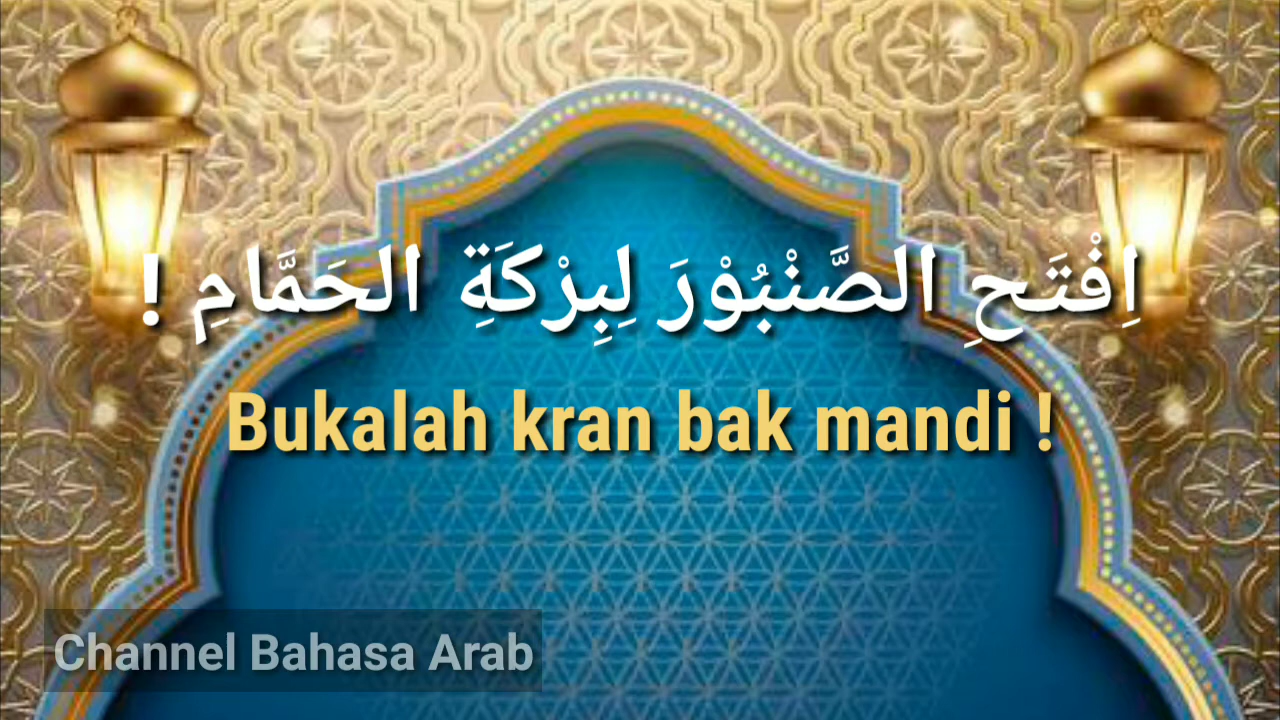 اِفْتَحِ الصَّنْبُوْرَ لِبِرْكَةِ الحَمَّامِ !
Bukalah kran bak mandi !
Channel Bahasa Arab